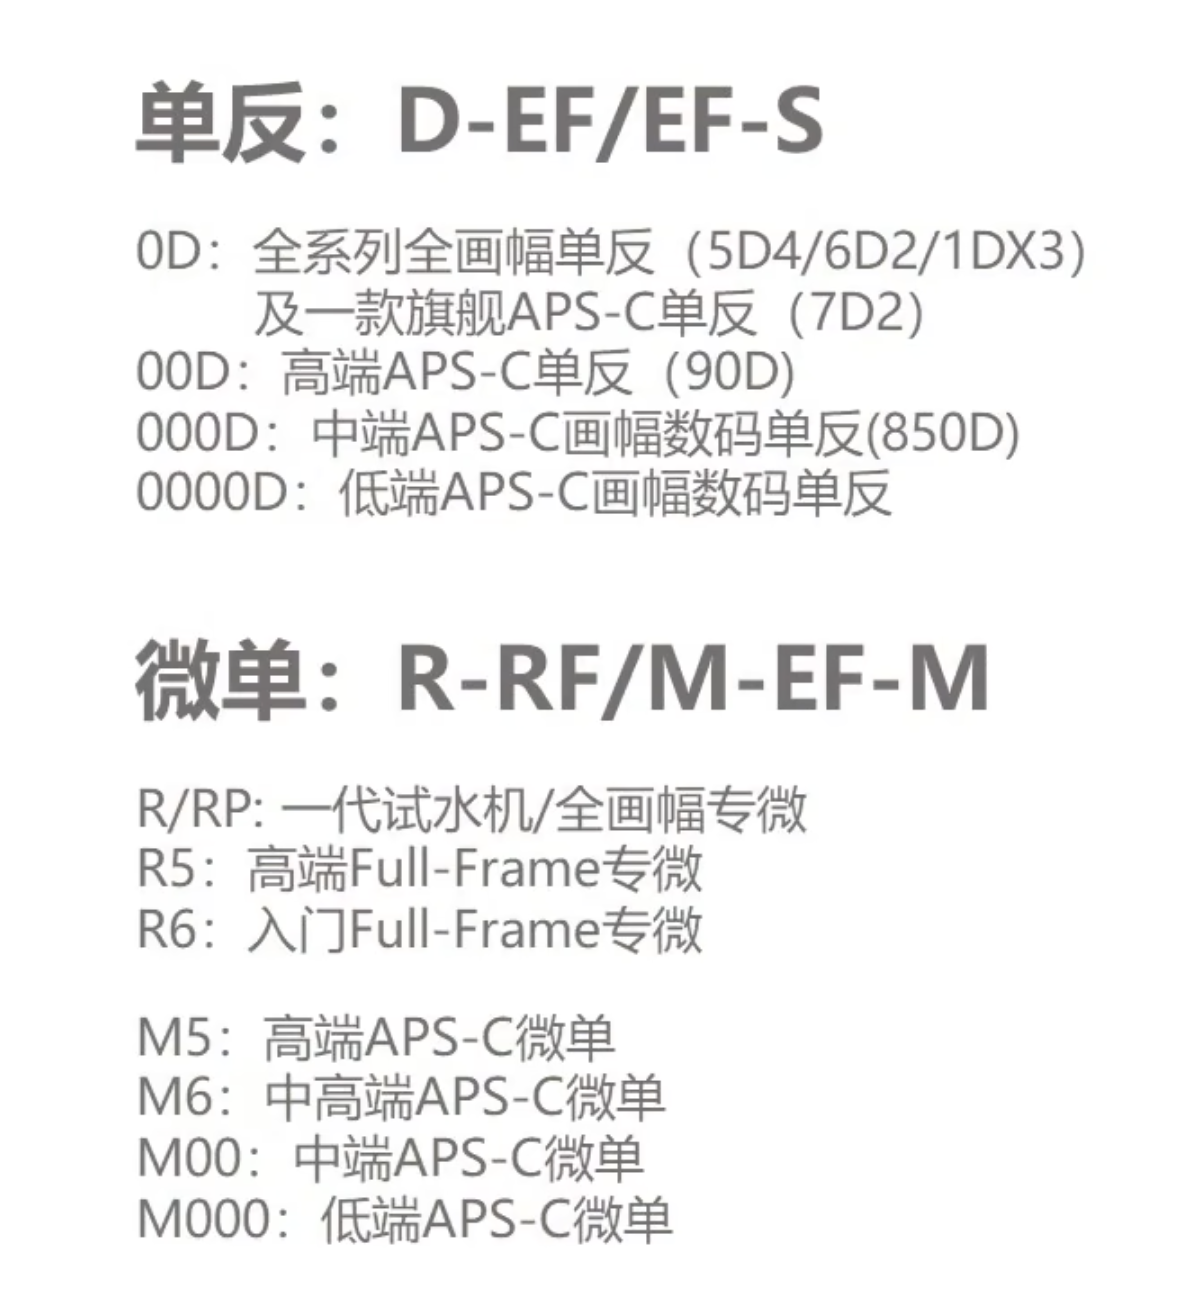 单反：D-EF/EF-S
0D：全系列全画幅单反（5D4/6D2/1DX3）
及一款旗舰APS-C单反（7D2）
00D：高端APS-C单反（90D)
000D：中端APS-C画幅数码单反(850D)
0000D：低端APS-C画幅数码单反
微单：R-RF/M-EF-M
R/RP: 一代试水机/全画幅专微
R5：高端Full-Frame专微
R6：入门Full-Frame专微
M5：高端APS-C微单
M6：中高端APS-C微单
M00：中端APS-C微单
M000：低端APS-C微单